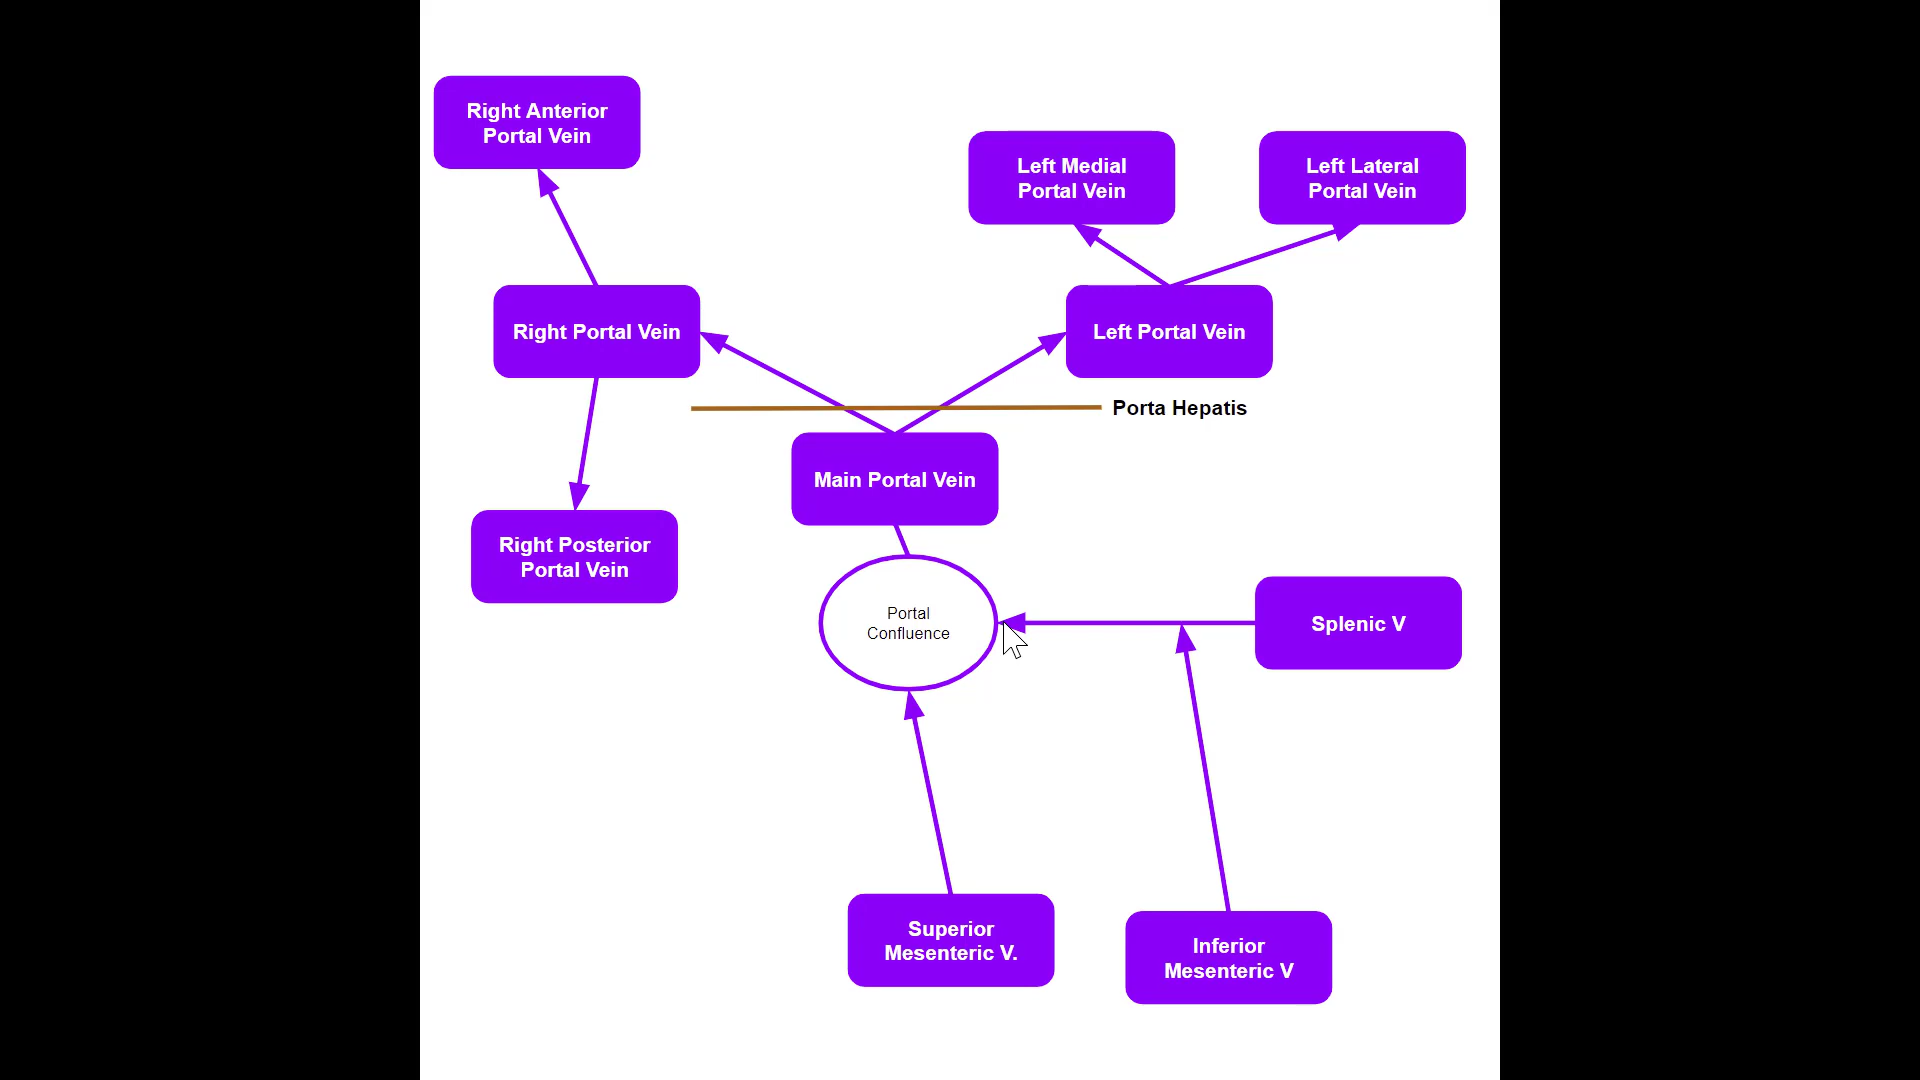 Right Anterior
Portal Vein
Left Medial
Portal Vein
Left Lateral
Portal Vein
Right Portal Vein
Left Portal Vein
Porta Hepatis
Main Portal Vein
Right Posterior
Portal Vein
Portal
Confluence
Splenic V
Superior
Mesenteric V.
Inferior
Mesenteric V